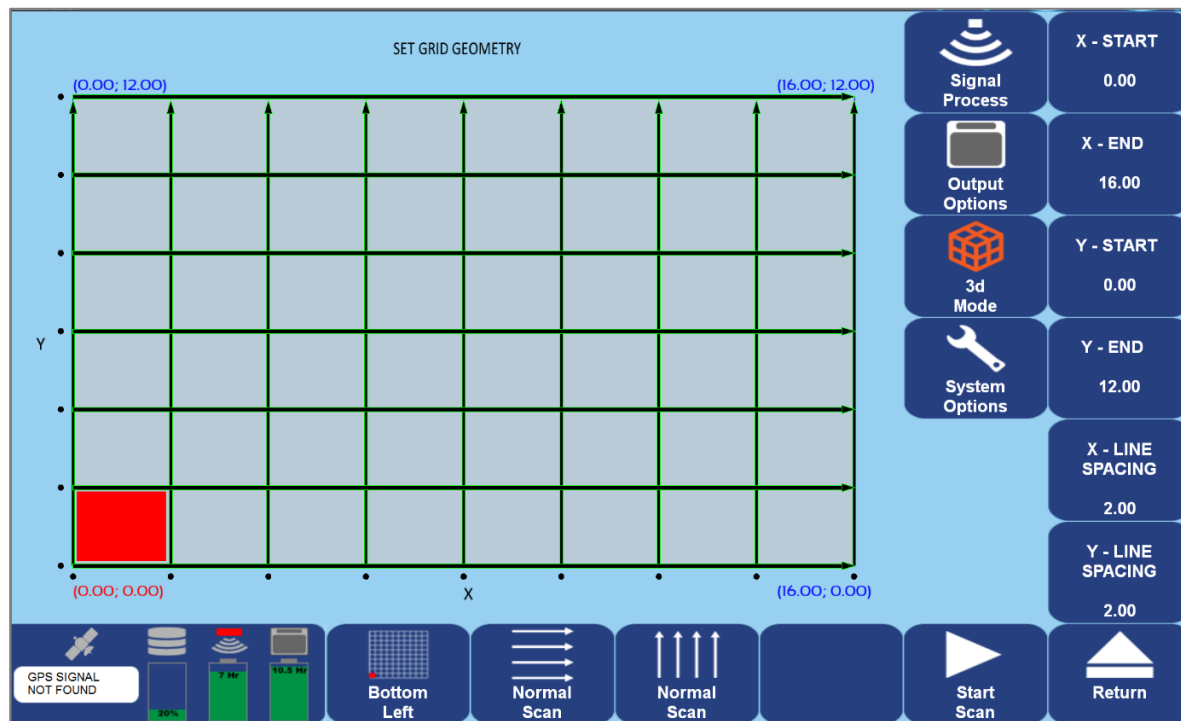 SET GRID GEOMETRY
(0.00; 12.00)
(16.00; 12.00)
Y
(0.00; 0.00)
X
(16.00; 0.00)
Signal
Process
X - START
0.00
Output
Options
X - END
16.00
3d
Mode
Y - START
0.00
System
Options
Y - END
12.00
X - LINE
SPACING
2.00
Y - LINE
SPACING
2.00
GPS SIGNAL
NOT FOUND
20%
7 Hr
10.5 Hr
Bottom
Left
Normal
Scan
Normal
Scan
Start
Scan
Return